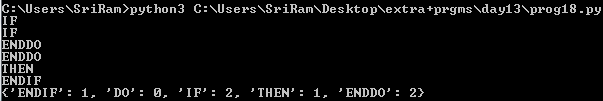 C:\Users\SriRam>python3 C:\Users\SriRam\Desktop\extra+prgms\day13\prog18.py
IF
IF
ENDDO
ENDDO
THEN
ENDIF
{'ENDIF': 1, 'DO': 0, 'IF': 2, 'THEN': 1, 'ENDDO': 2}